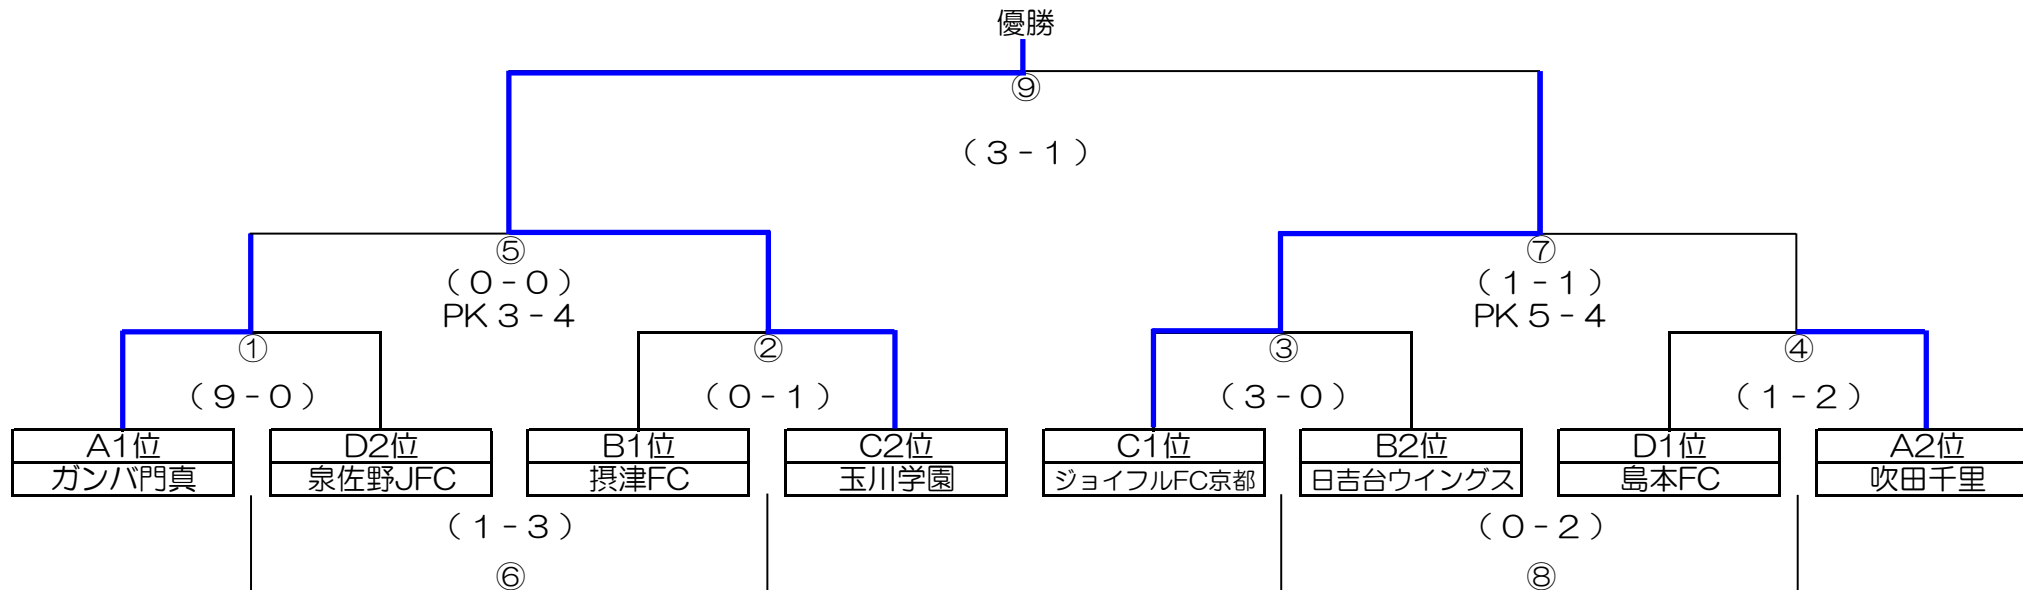 優勝
⑨
（３－１）
⑤
（０－０）
PK３－４
⑦
（１－１）
PK５－４
①
（９－０）
②
（０－１）
③
（３－０）
④
（１－２）
A1位
ガンバ門真
D2位
泉佐野JFC
B1位
摂津FC
C2位
玉川学園
C1位
ジョイフルFC京都
B2位
日吉台ウイングス
D1位
島本FC
A2位
吹田千里
（１－３）
⑥
（０－２）
⑧